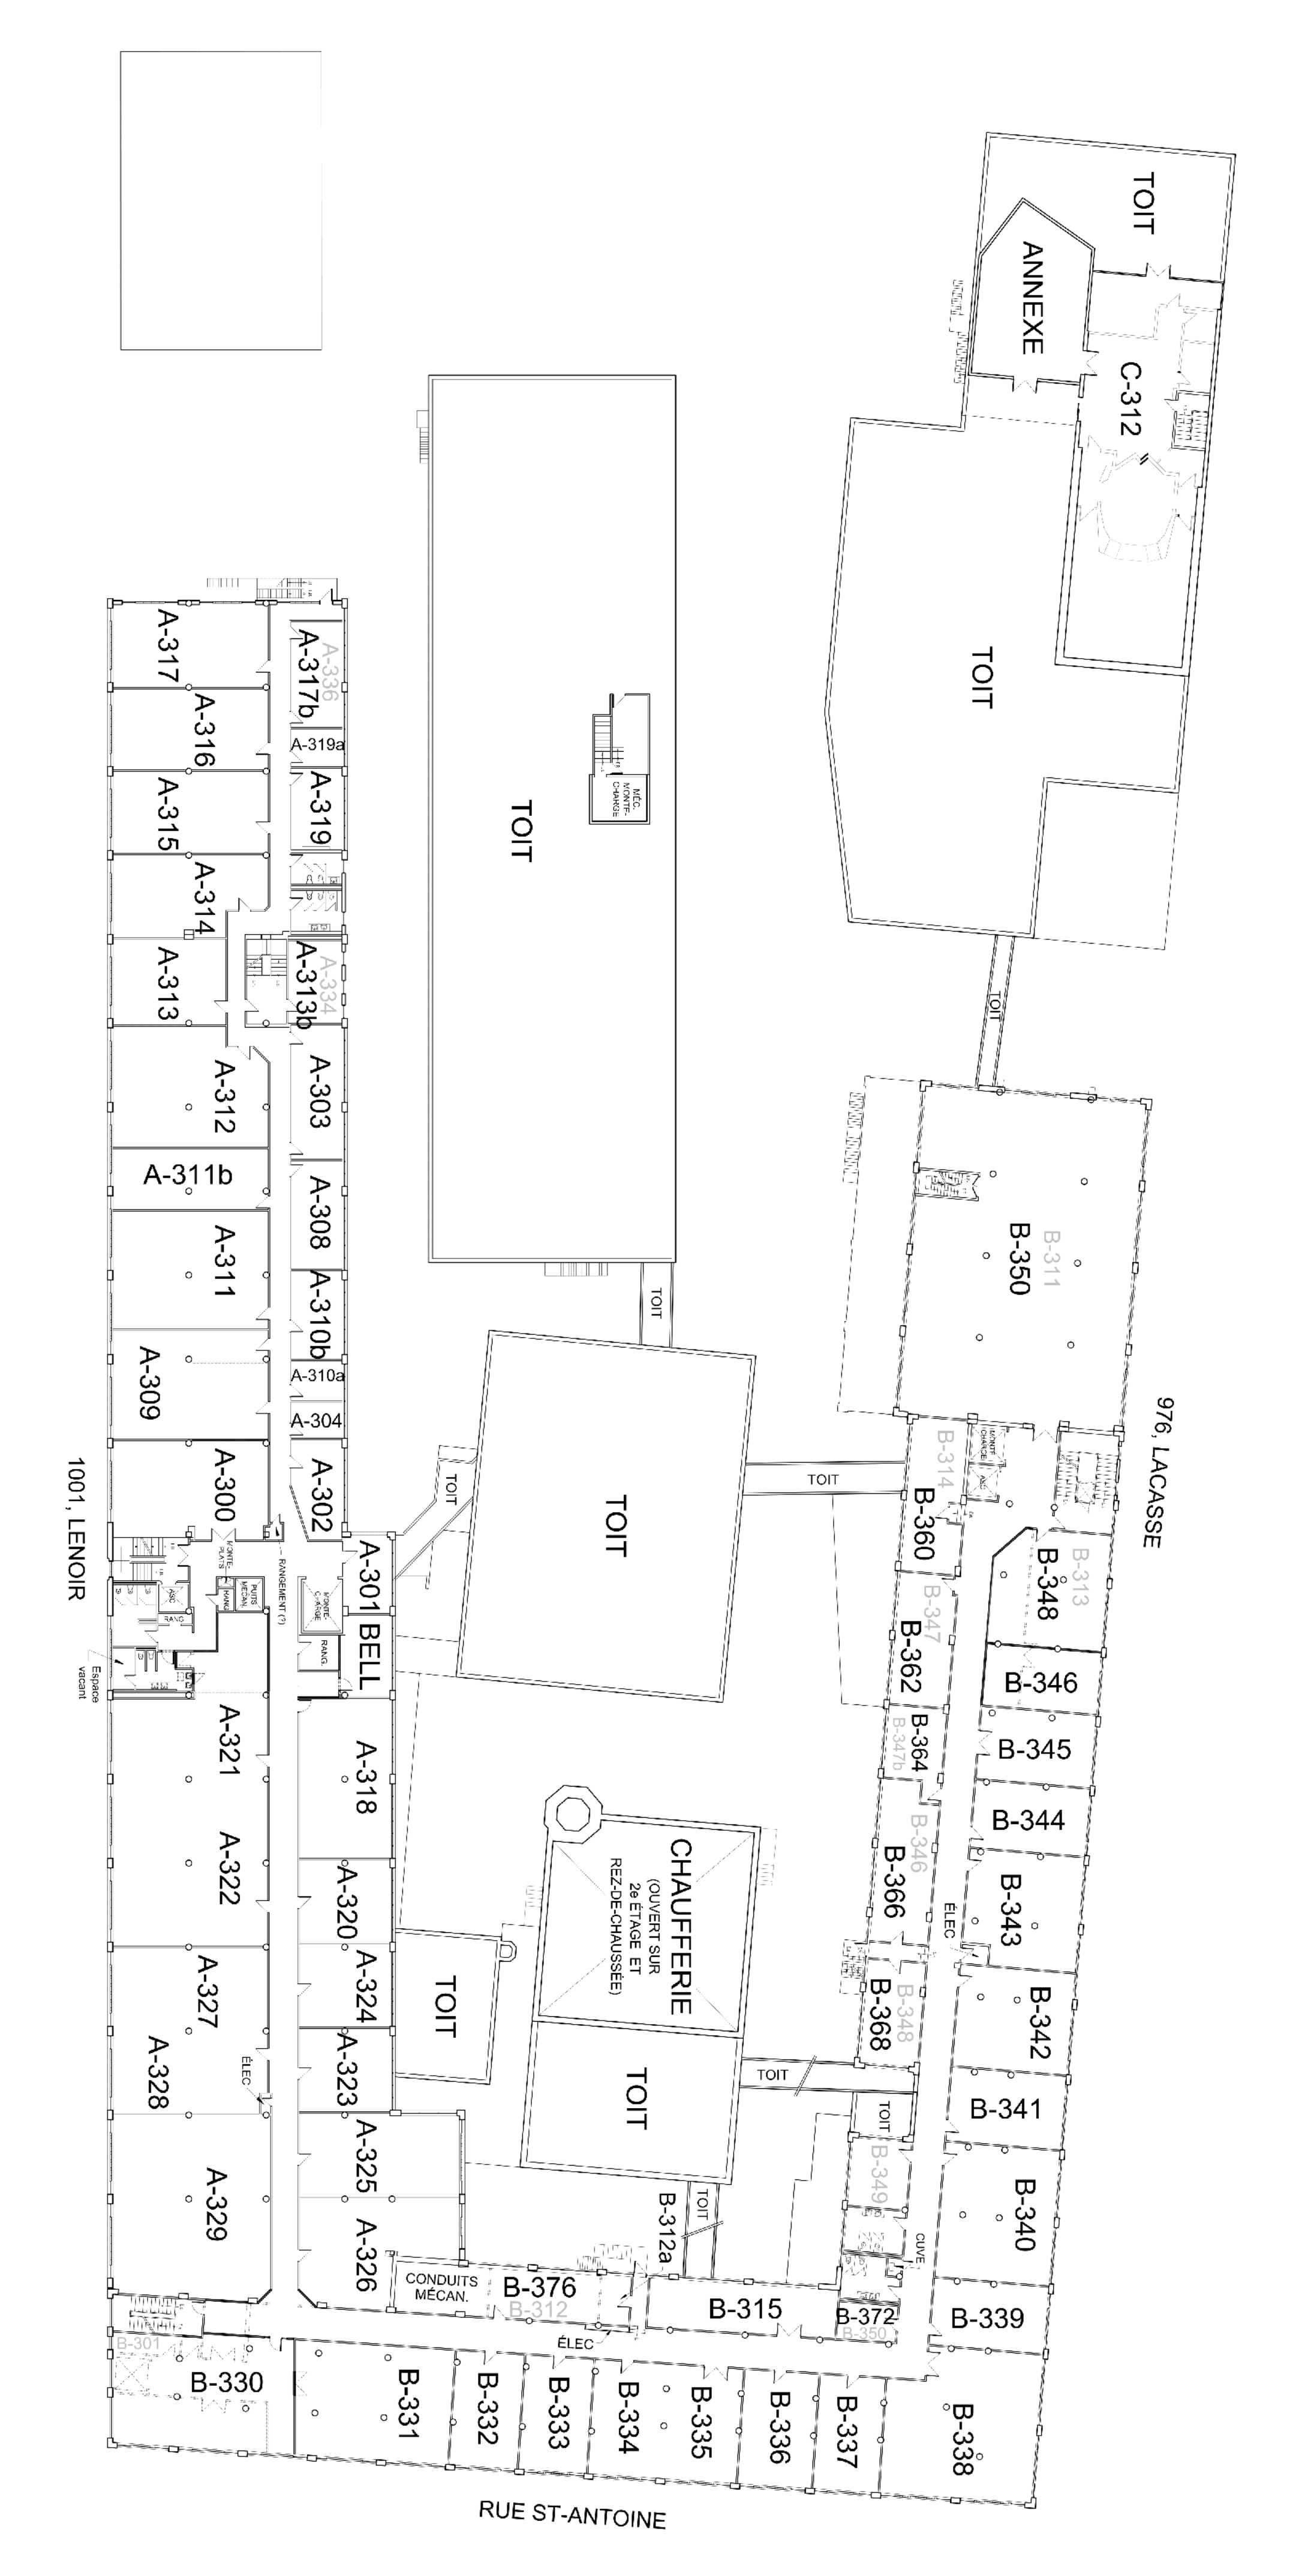 TOIT
ANNEXE
C-312
TOIT
MÉC.
MONTE-
CHARGE
TOIT
TOIT
TOIT
A-317
A-336
A-317b
A-316
A-319a
A-315
A-319
A-314
A-313
A-334
A-313b
A-312
A-303
A-311b
A-308
A-311
A-310b
A-309
A-310a
A-304
A-300
A-302
1001, LENOIR
MONTE-
PLATS
RANGEMENT (?)
A-301
ASC
RANG
PUITS
MÉCAN.
MONTE-
CHARGE
RANG
RANG.
BELL
Espace
vacant
A-321
A-318
A-322
A-320
A-327
A-324
A-328
ÉLEC
A-323
A-325
A-329
A-326
TOIT
TOIT
TOIT
TOIT
CHAUFFERIE
(OUVERT SUR
2e ÉTAGE ET
REZ-DE-CHAUSSÉE)
TOIT
TOIT
TOIT
TOIT
TOIT
B-312a
B-311
B-350
976, LACASSE
B-314
MONTE
CHARGE
ASC
B-360
B-313
B-348
B-347
B-362
B-346
B-364
B-347b
B-345
B-344
B-346
B-366
B-343
ÉLEC
B-348
B-368
B-342
B-341
B-349
B-340
CUVE
B-339
CONDUITS
MÉCAN.
B-376
B-312
B-315
B-372
B-350
ÉLEC
B-301
B-330
B-331
B-332
B-333
B-334
B-335
B-336
B-337
B-338
RUE ST-ANTOINE